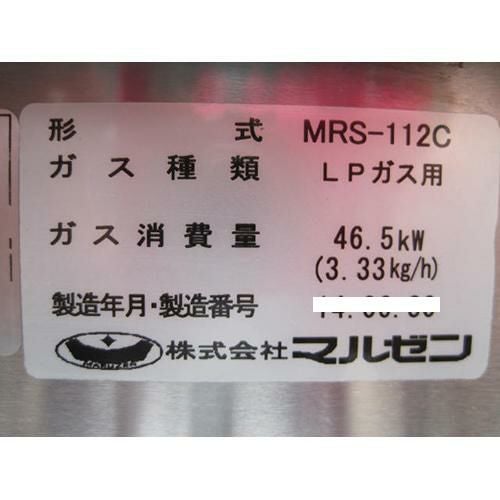 形 式 MRS-112C
ガス種類 LPガス用
ガス消費量 46.5kW
(3.33kg/h)
製造年月・製造番号
MARUZEN 株式会社マルゼン